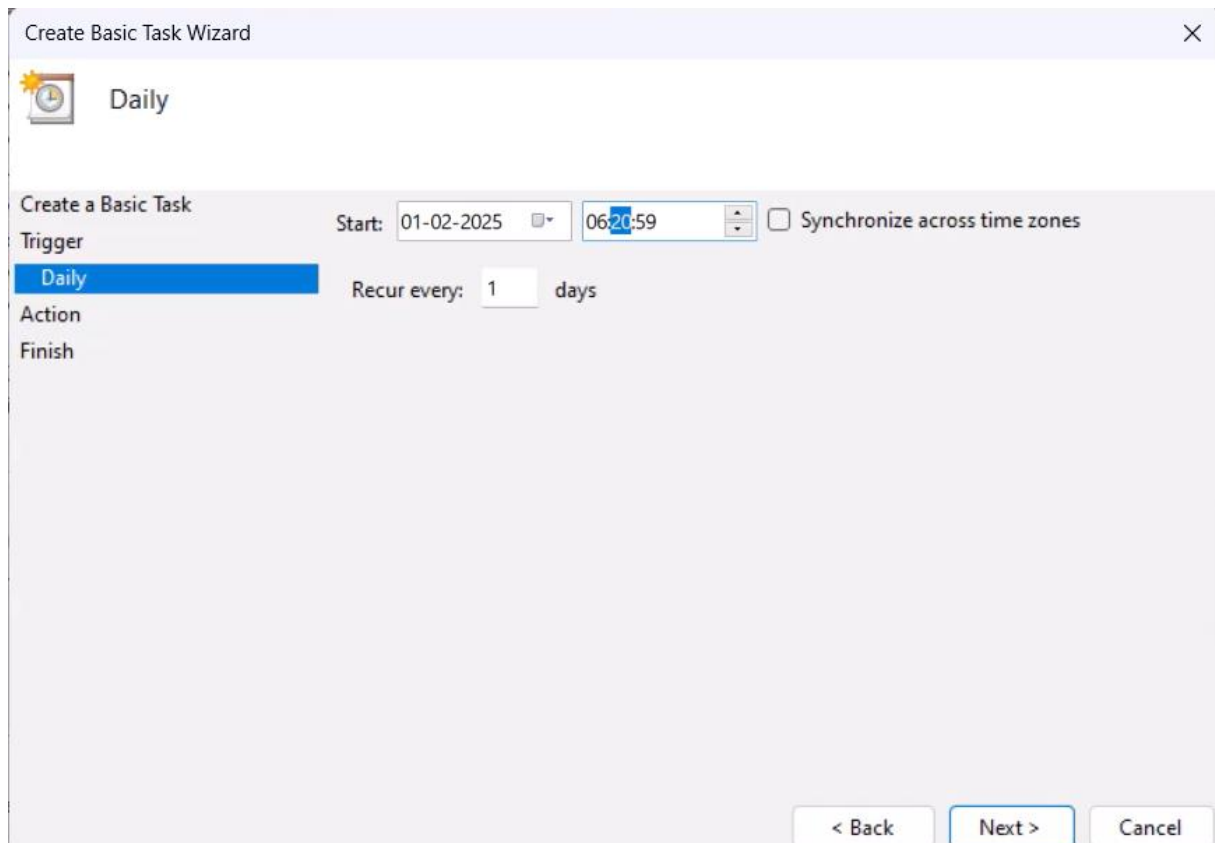 Create Basic Task Wizard
Daily
Create a Basic Task
Trigger
Daily
Action
Finish
Start: 01-02-2025 06:20:59 Synchronize across time zones
Recur every: 1 days
< Back Next > Cancel